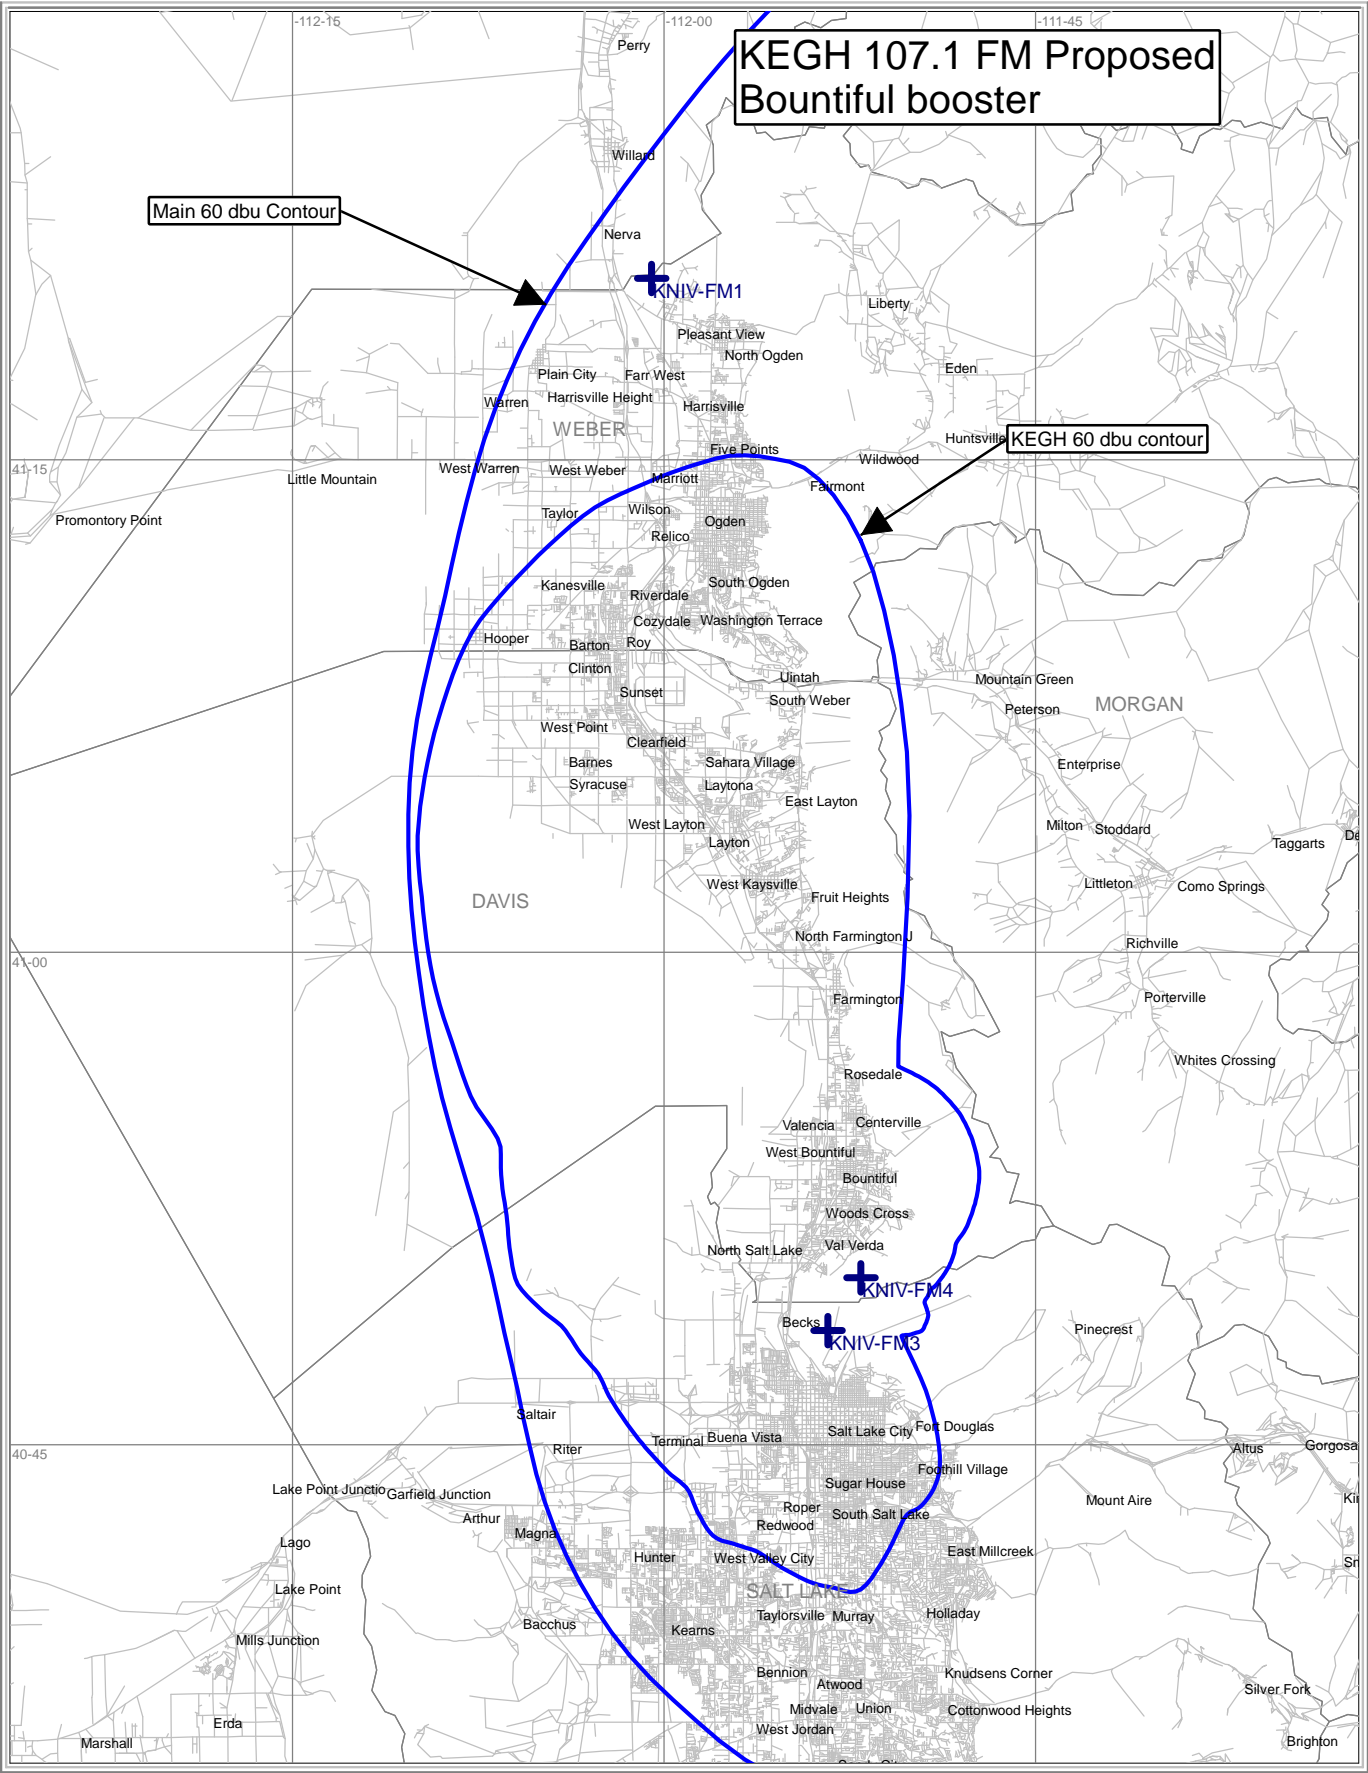 -112-15
-112-00
-111-45
KEGH 107.1 FM Proposed
Bountiful booster
Perry
Willard
Main 60 dbu Contour
Nerva
KNIV-FM1
Liberty
Pleasant View
North Ogden
Eden
Plain City
Farr West
Harrisville Height
Warren
Harrisville
WEBER
Huntsville
KEGH 60 dbu contour
Five Points
Wildwood
41-15
West Warren
West Weber
Little Mountain
Marriott
Fairmont
Promontory Point
Taylor
Wilson
Ogden
Relico
Kanesville
South Ogden
Riverdale
Cozydale
Washington Terrace
Hooper
Barton
Roy
Clinton
Uintah
Mountain Green
Sunset
South Weber
MORGAN
Peterson
West Point
Clearfield
Barnes
Sahara Village
Enterprise
Syracuse
Laytona
East Layton
West Layton
Milton
Stoddard
De
Layton
Taggarts
West Kaysville
Littleton
Como Springs
DAVIS
Fruit Heights
North Farmington J
Richville
41-00
Farmington
Porterville
Whites Crossing
Rosedale
Valencia
Centerville
West Bountiful
Bountiful
Woods Cross
North Salt Lake
Val Verda
KNIV-FM4
Becks
KNIV-FM3
Pinecrest
Saltair
Salt Lake City
Fort Douglas
Terminal
Buena Vista
40-45
Riter
Altus
Gorgosa
Foothill Village
Sugar House
Lake Point Junctio
Garfield Junction
Mount Aire
Kir
Roper
Arthur
South Salt Lake
Redwood
Magna
Lago
East Millcreek
Hunter
West Valley City
Sn
Lake Point
SALT LAKE
Bacchus
Taylorsville
Murray
Holladay
Kearns
Mills Junction
Bennion
Knudsens Corner
Atwood
Silver Fork
Midvale
Union
Cottonwood Heights
Erda
West Jordan
Marshall
Brighton